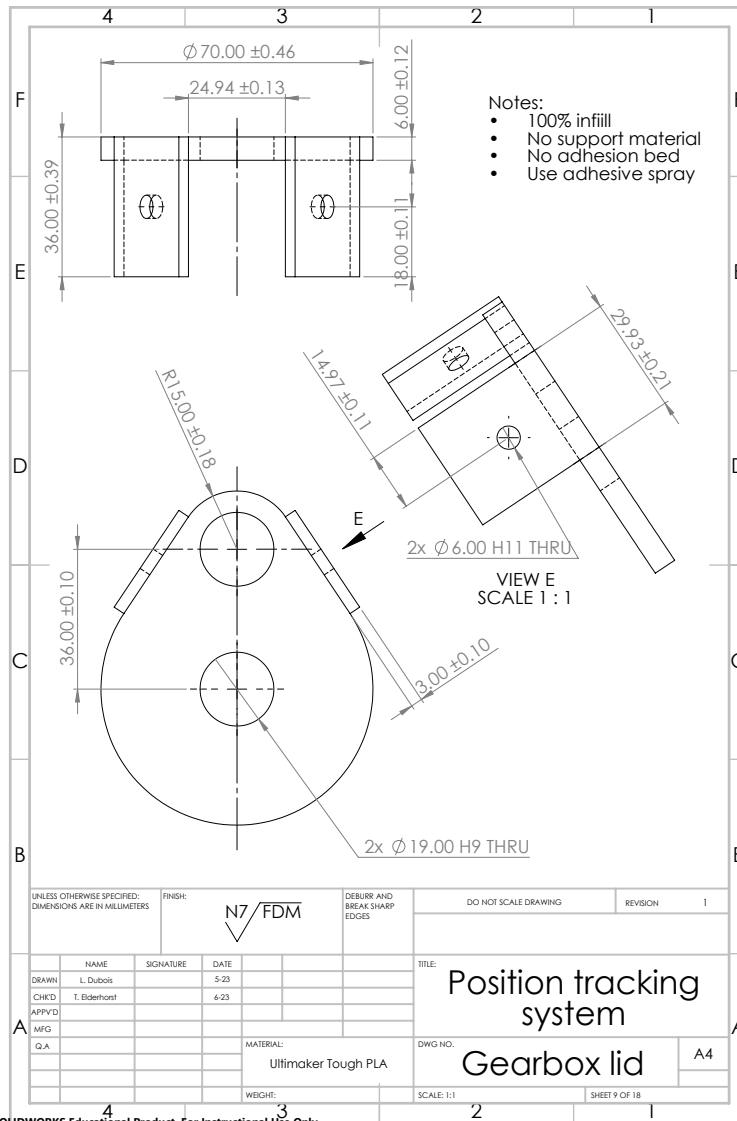 4 3 2 1
F
E
D
C
B
A
F
E
D
C
A
Ø 70.00 ±0.46
24.94 ±0.13
6.00 ±0.12
36.00 ±0.39
18.00 ±0.11
Notes:
• 100% infiill
• No support material
• No adhesion bed
• Use adhesive spray
29.93 ±0.21
14.97 ±0.11
R15.00 ±0.18
E
2x Ø 6.00 H11 THRU
VIEW E
SCALE 1 : 1
36.00 ±0.10
3.00 ±0.10
2x Ø 19.00 H9 THRU
UNLESS OTHERWISE SPECIFIED:
DIMENSIONS ARE IN MILLIMETERS
FINISH:
N7 / FDM
DEBURR AND
BREAK SHARP
EDGES
DO NOT SCALE DRAWING
REVISION 1
NAME SIGNATURE DATE
DRAWN L. Dubois 5-23
CHK'D T. Elderhorst 6-23
APPV'D
MFG
Q.A
MATERIAL:
Ultimaker Tough PLA
WEIGHT:
TITLE:
Position tracking
system
DWG NO.
Gearbox lid
A4
SCALE: 1:1
SHEET 9 OF 18
4 3 2 1